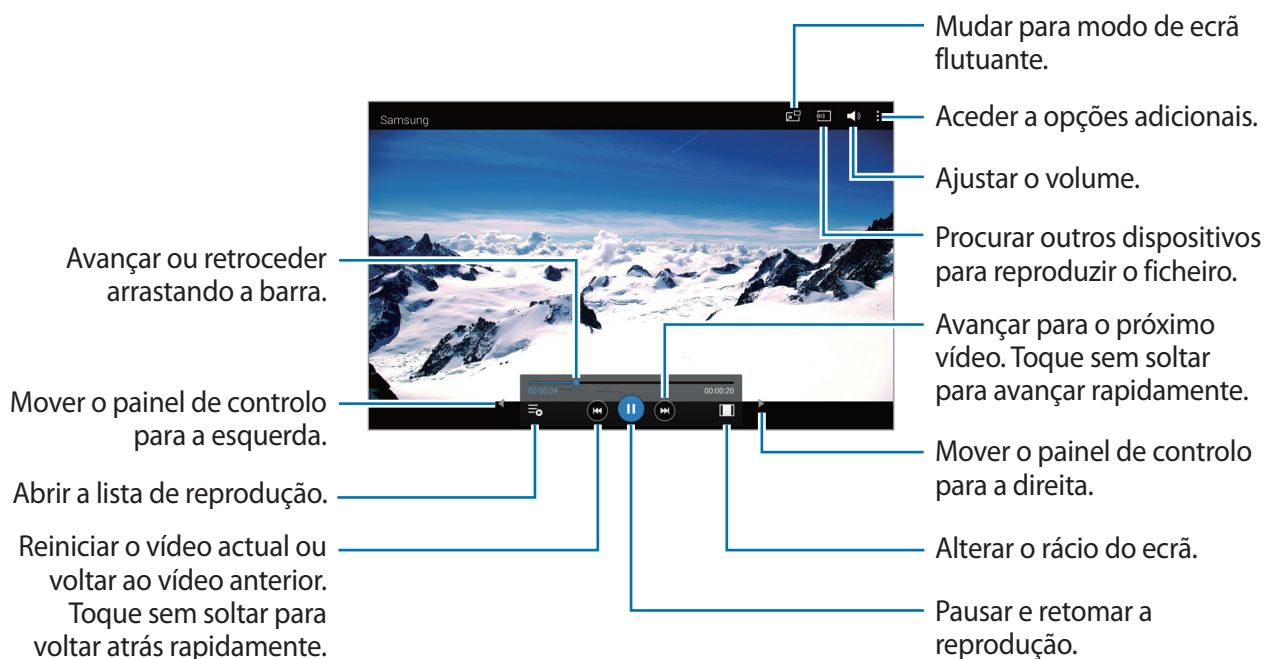 Mudar para modo de ecrã
flutuante.
Samsung
Aceder a opções adicionais.
Ajustar o volume.
Procurar outros dispositivos
para reproduzir o ficheiro.
Avançar ou retroceder
arrastando a barra.
Avançar para o próximo
vídeo. Toque sem soltar
para avançar rapidamente.
00:00:04
00:00:20
Mover o painel de controlo
para a esquerda.
Mover o painel de controlo
para a direita.
Abrir a lista de reprodução.
Reiniciar o vídeo actual ou
voltar ao vídeo anterior.
Toque sem soltar para
voltar atrás rapidamente.
Alterar o rácio do ecrã.
Pausar e retomar a
reprodução.